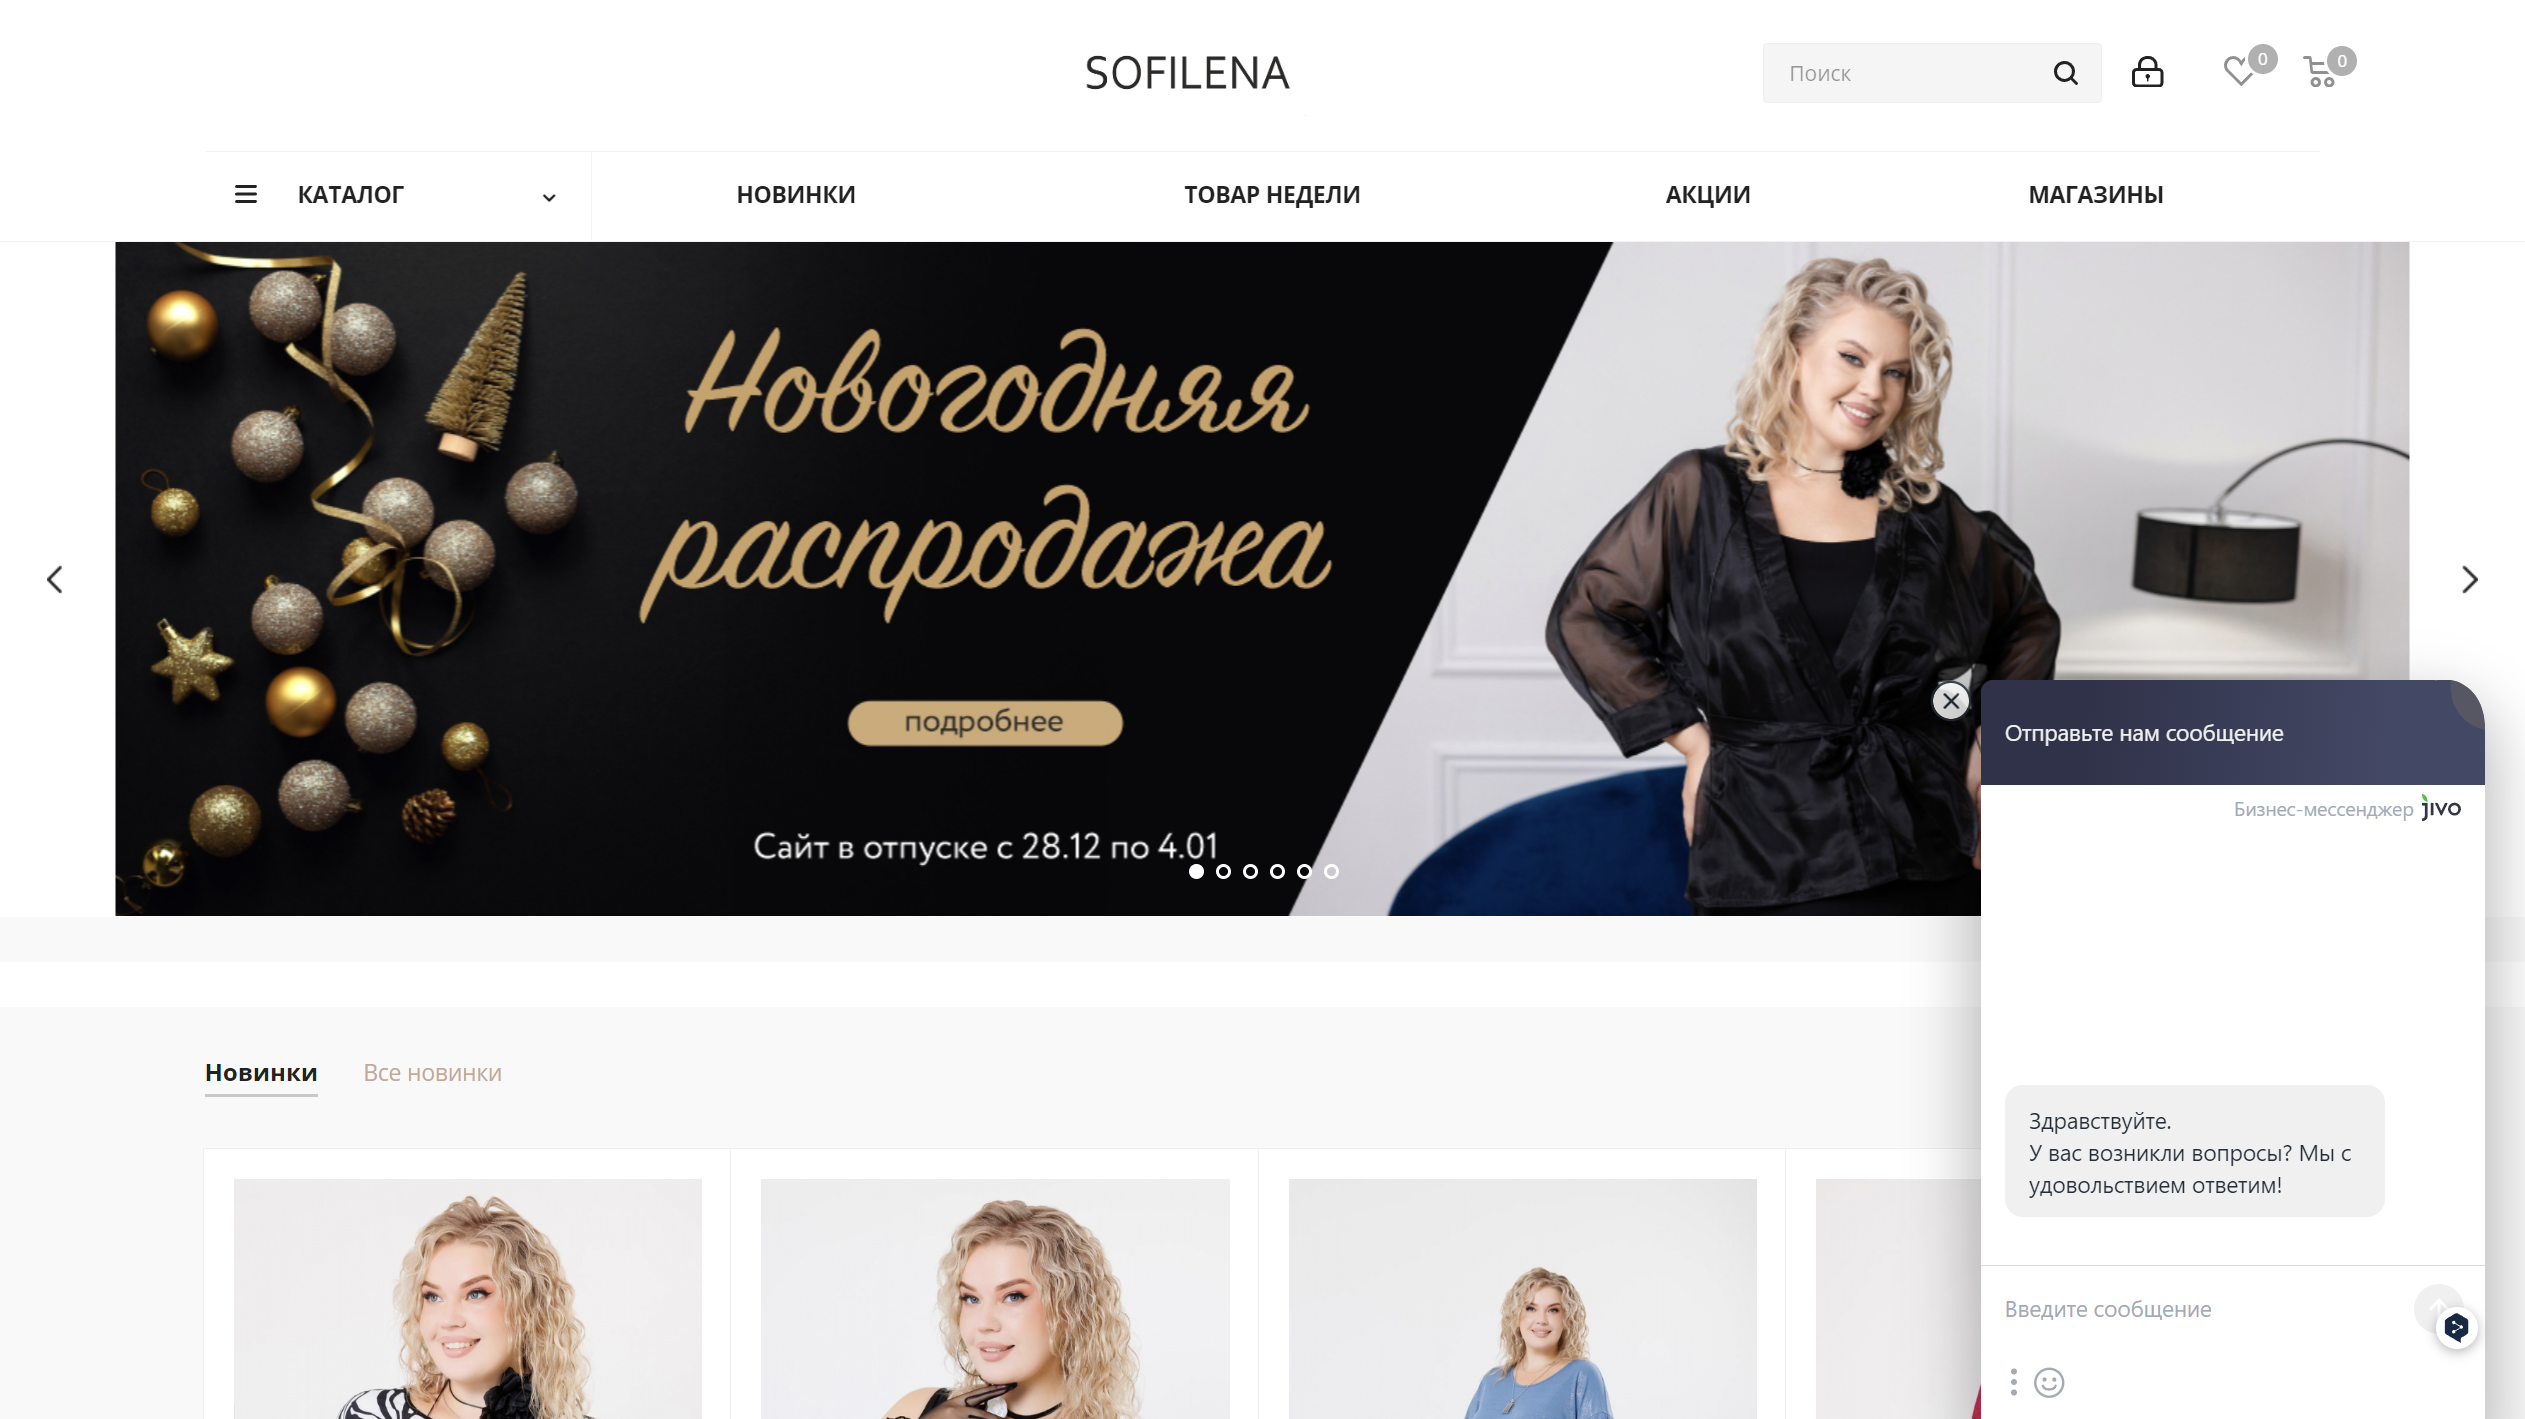 SOFILENA
Поиск
0
0
КАТАЛОГ
НОВИНКИ
ТОВАР НЕДЕЛИ
АКЦИИ
МАГАЗИНЫ
Новогодняя
распродажа
подробнее
Сайт в отпуске с 28.12 по 4.01
Отправьте нам сообщение
Бизнес-мессенджер jivo
Здравствуйте.
У вас возникли вопросы? Мы с
удовольствием ответим!
Введите сообщение
Новинки
Все новинки